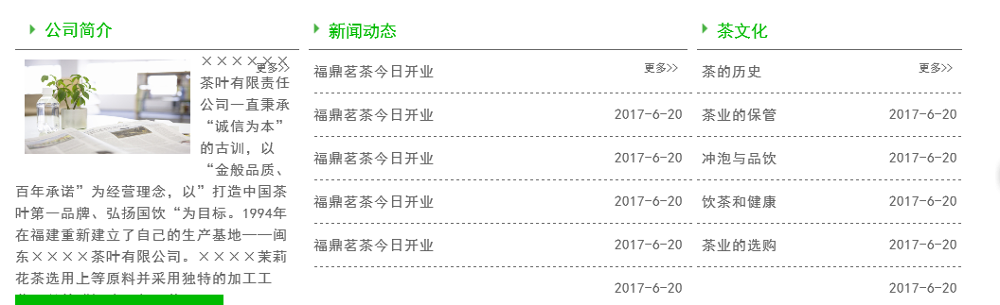 公司简介
更多>>
××××××
茶叶有限责任
公司一直秉承
“诚信为本”
的古训，以
“金般品质、
百年承诺”为经营理念，以”打造中国茶
叶第一品牌、弘扬国饮“为目标。1994年
在福建重新建立了自己的生产基地——闽
东××××茶叶有限公司。××××茉莉
花茶选用上等原料并采用独特的加工工
新闻动态
福鼎茗茶今日开业 更多>>
福鼎茗茶今日开业 2017-6-20
福鼎茗茶今日开业 2017-6-20
福鼎茗茶今日开业 2017-6-20
福鼎茗茶今日开业 2017-6-20
2017-6-20
茶文化
茶的历史 更多>>
茶业的保管 2017-6-20
冲泡与品饮 2017-6-20
饮茶和健康 2017-6-20
茶业的选购 2017-6-20
2017-6-20